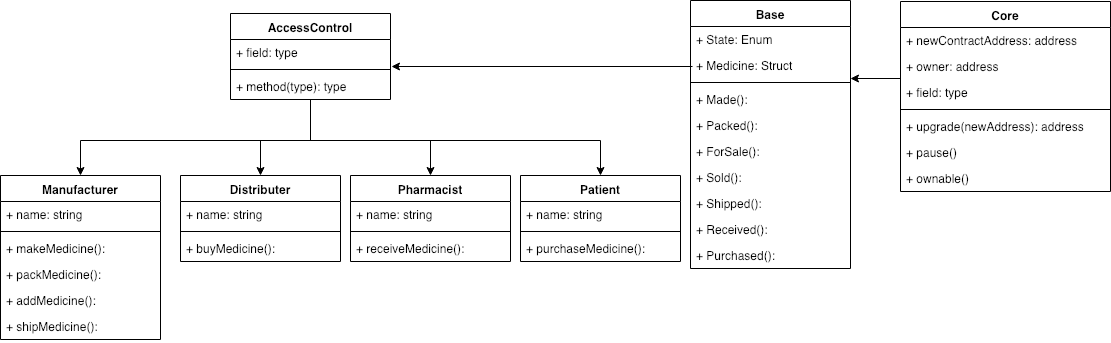 AccessControl
+ field: type
+ method(type): type
Base
+ State: Enum
+ Medicine: Struct
+ Made():
+ Packed():
+ ForSale():
+ Sold():
+ Shipped():
+ Received():
+ Purchased():
Core
+ newContractAddress: address
+ owner: address
+ field: type
+ upgrade(newAddress): address
+ pause()
+ ownable()
Manufacturer
+ name: string
+ makeMedicine():
+ packMedicine():
+ addMedicine():
+ shipMedicine():
Distributer
+ name: string
+ buyMedicine():
Pharmacist
+ name: string
+ receiveMedicine():
Patient
+ name: string
+ purchaseMedicine():